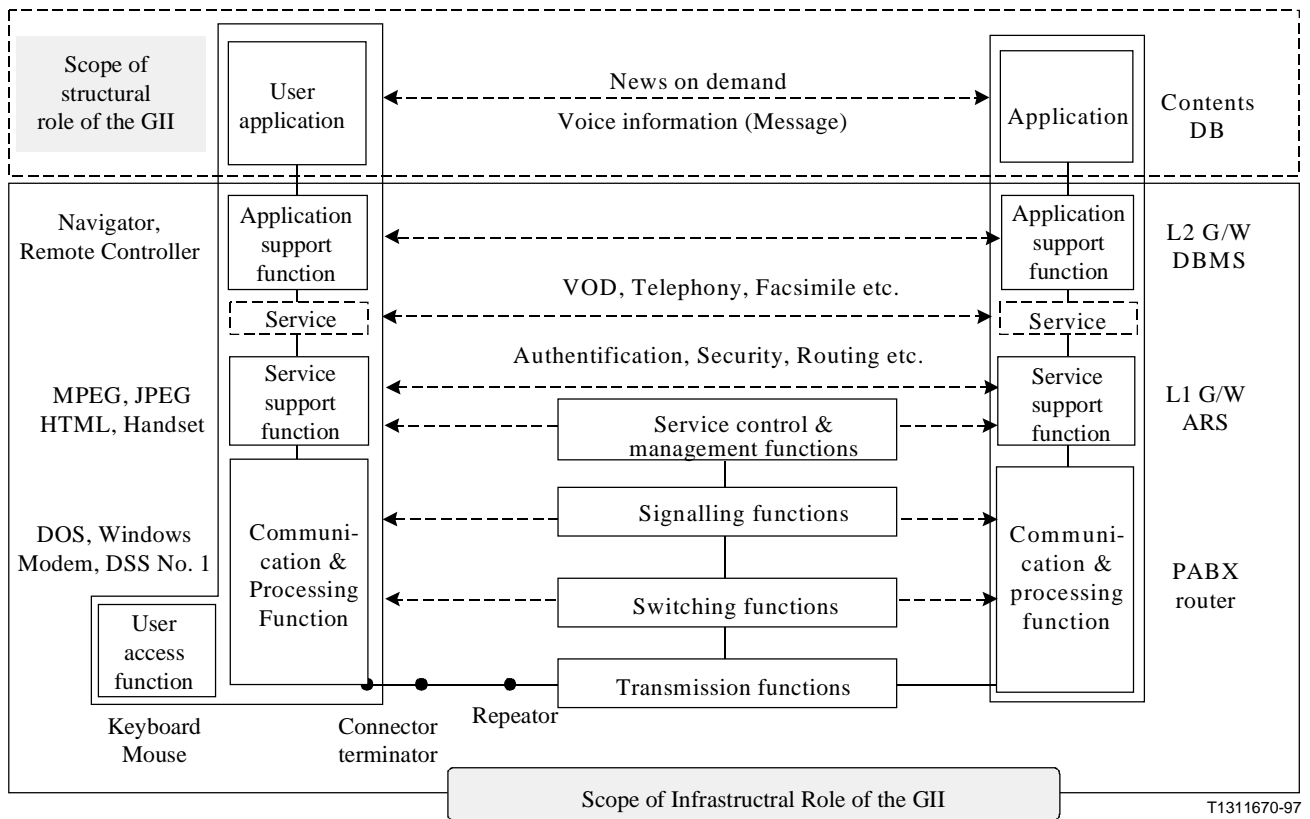 Scope of
structural
role of the GII
User
application
News on demand
Voice information (Message)
Application
Contents
DB
Navigator,
Remote Controller
Application
support
function
Application
support
function
L2 G/W
DBMS
VOD, Telephony, Facsimile etc.
Service
Service
Authentification, Security, Routing etc.
MPEG, JPEG
HTML, Handset
Service
support
function
Service control &
management functions
Service
support
function
L1 G/W
ARS
DOS, Windows
Modem, DSS No. 1
Communi-
cation &
Processing
Function
Signalling functions
Switching functions
Communi-
cation &
processing
function
PABX
router
User
access
function
Transmission functions
Keyboard
Mouse
Connector
terminator
Repeator
Scope of Infrastructral Role of the GII
T1311670-97